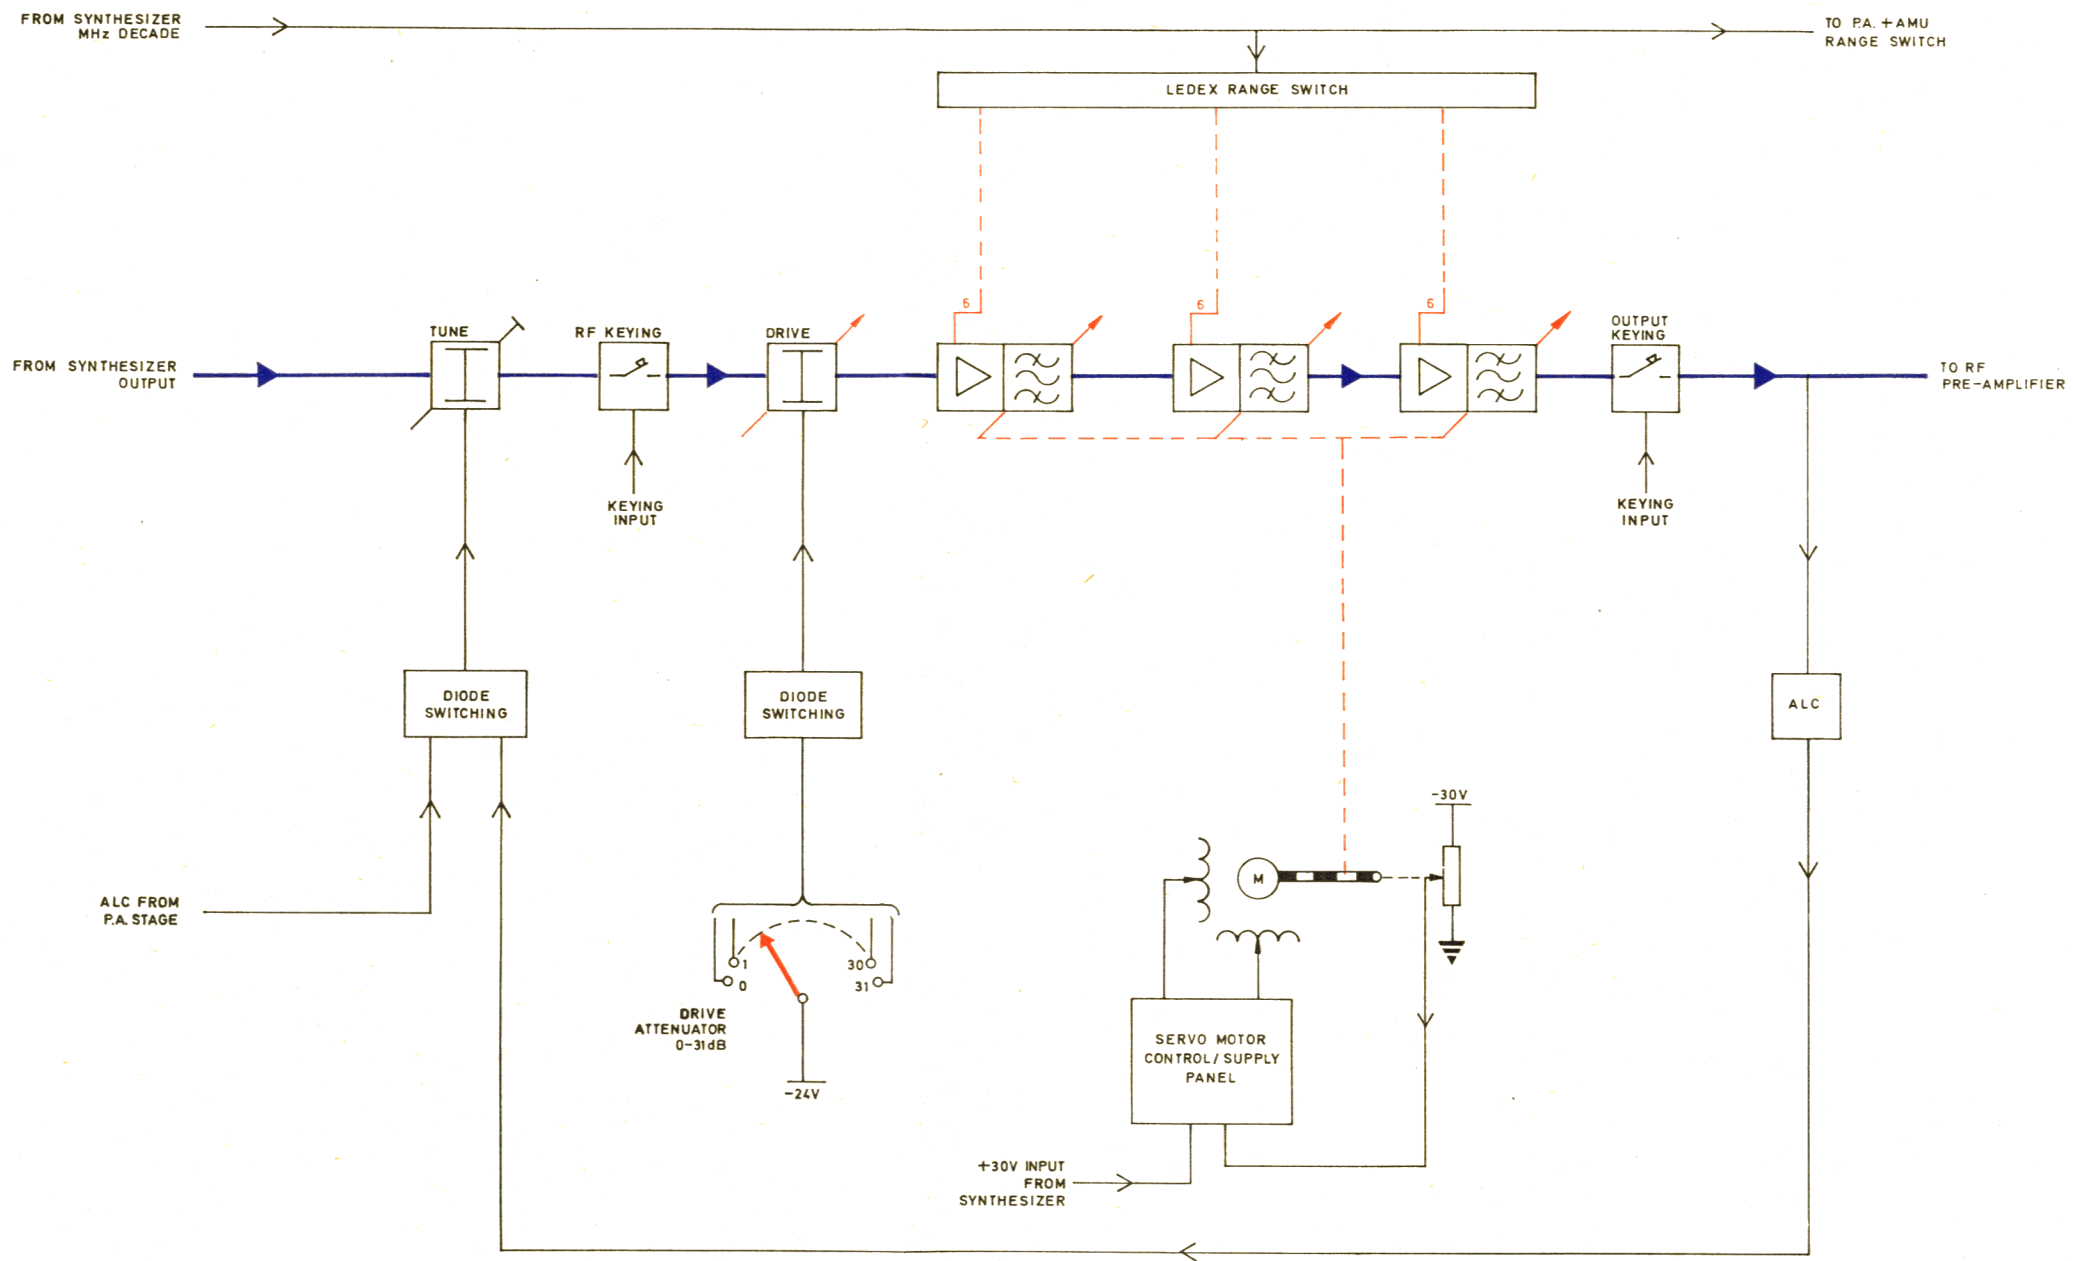 FROM SYNTHESIZER
MHz DECADE
TO P.A. + AMU
RANGE SWITCH
LEDEX RANGE SWITCH
6
6
6
TUNE
RF KEYING
DRIVE
OUTPUT
KEYING
FROM SYNTHESIZER
OUTPUT
TO RF
PRE-AMPLIFIER
KEYING
INPUT
KEYING
INPUT
DIODE
SWITCHING
DIODE
SWITCHING
ALC
-30V
M
ALC FROM
P.A. STAGE
1
0
30
31
DRIVE
ATTENUATOR
0-31dB
-24V
SERVO MOTOR
CONTROL/SUPPLY
PANEL
+30V INPUT
FROM
SYNTHESIZER